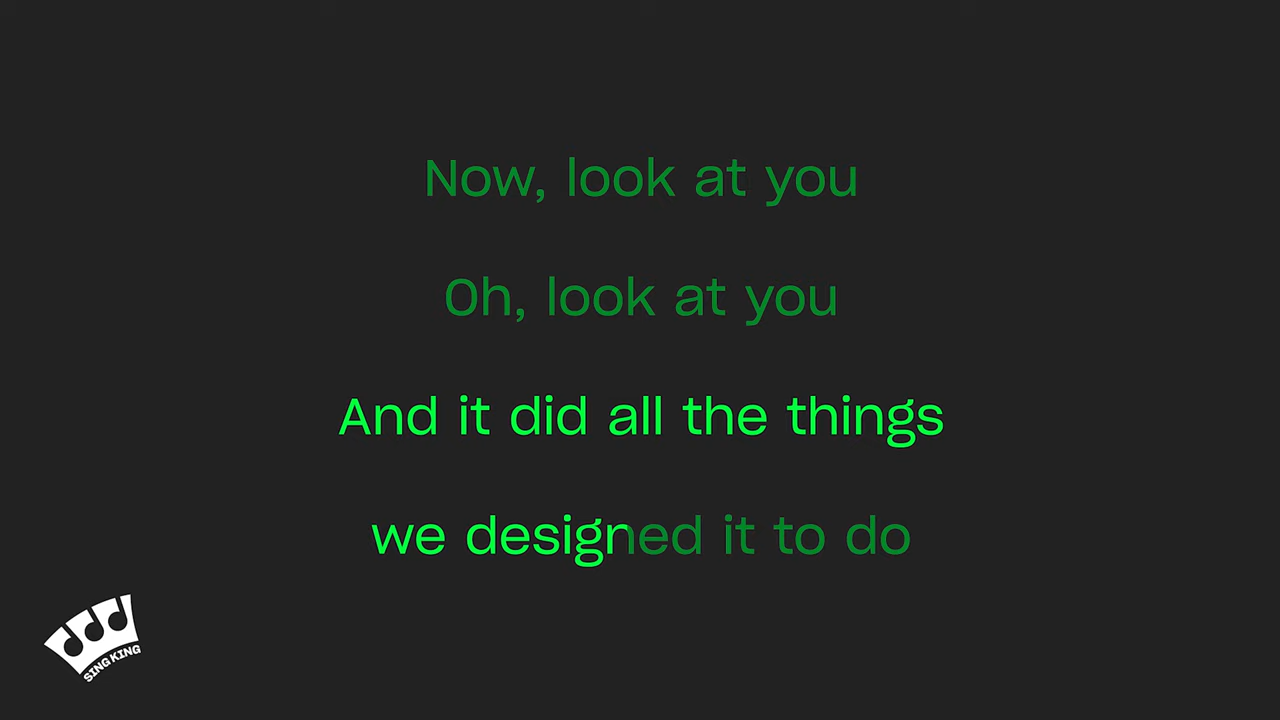 Now, look at you
Oh, look at you
And it did all the things
we designed it to do
SING KING